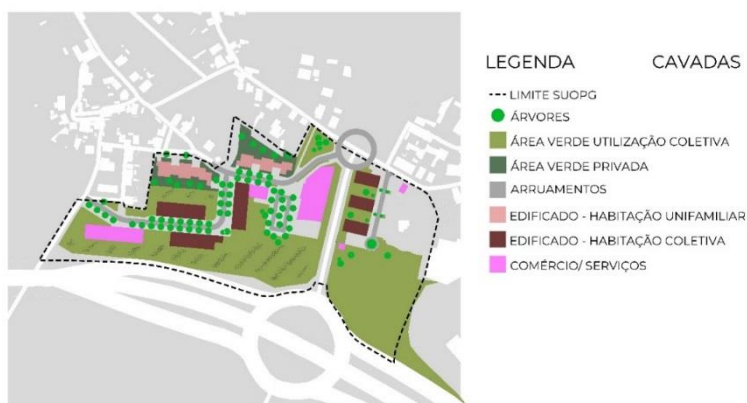 LEGENDA CAVADAS
LIMITE SUOPG
ÁRVORES
ÁREA VERDE UTILIZAÇÃO COLETIVA
ÁREA VERDE PRIVADA
ARRUAMENTOS
EDIFICADO - HABITAÇÃO UNIFAMILIAR
EDIFICADO - HABITAÇÃO COLETIVA
COMÉRCIO/ SERVIÇOS